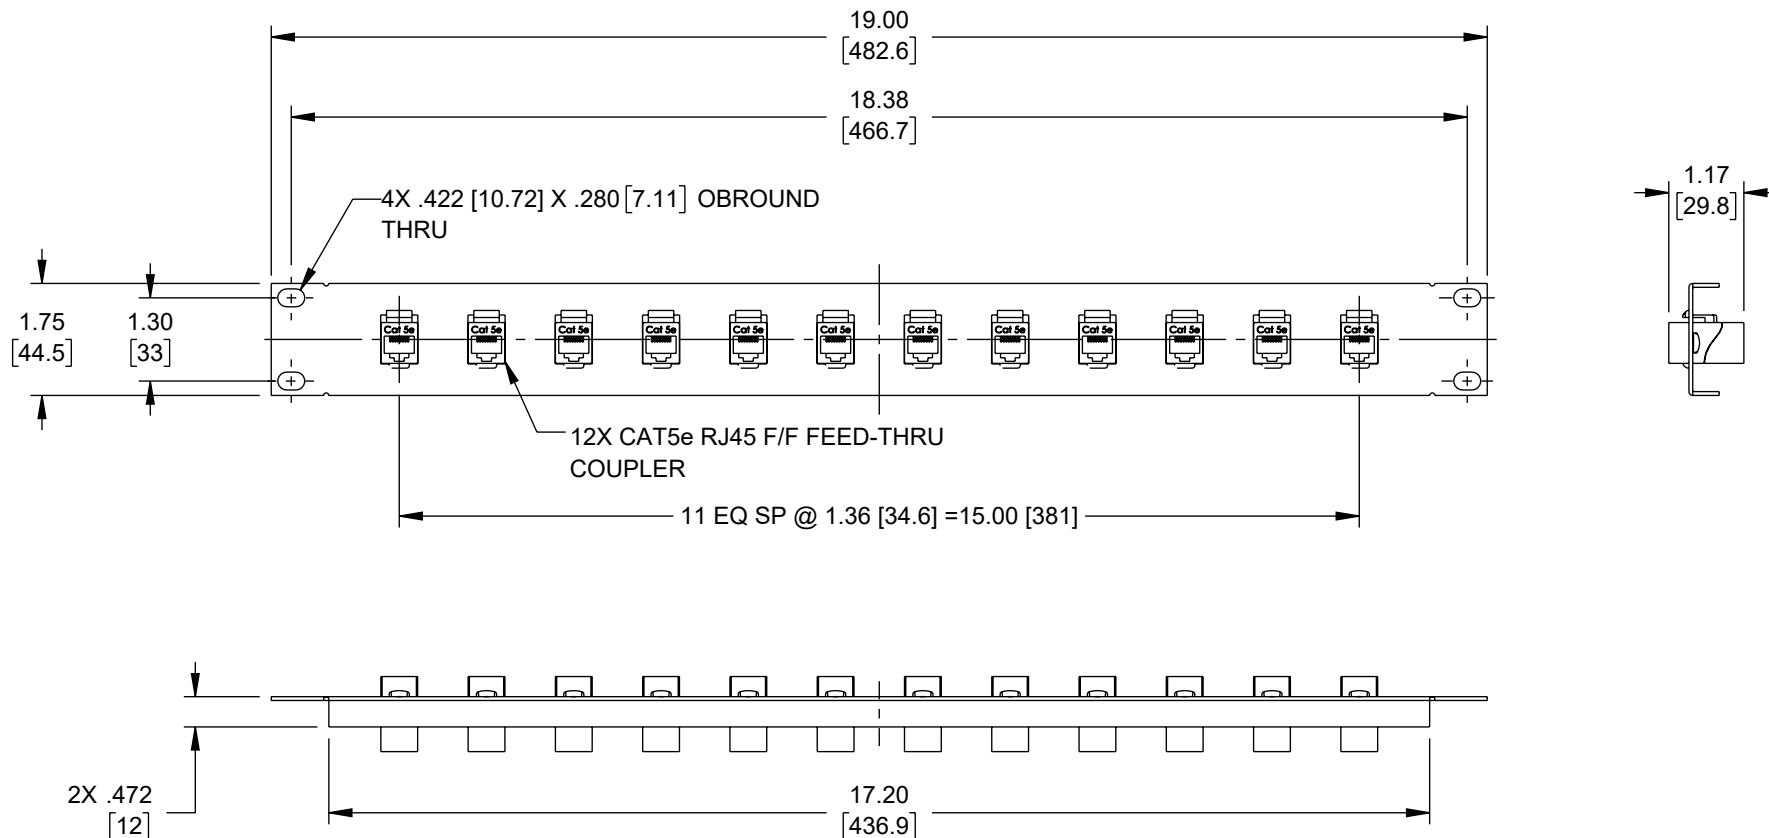 19.00
[482.6]
18.38
[466.7]
4X .422 [10.72] X .280 [7.11] OBROUND
THRU
1.17
[29.8]
1.75
[44.5]
1.30
[33]
Cat 5e Cat 5e Cat 5e Cat 5e Cat 5e Cat 5e Cat 5e Cat 5e Cat 5e Cat 5e Cat 5e Cat 5e
12X CAT5e RJ45 F/F FEED-THRU
COUPLER
11 EQ SP @ 1.36 [34.6] =15.00 [381]
2X .472
[12]
17.20
[436.9]